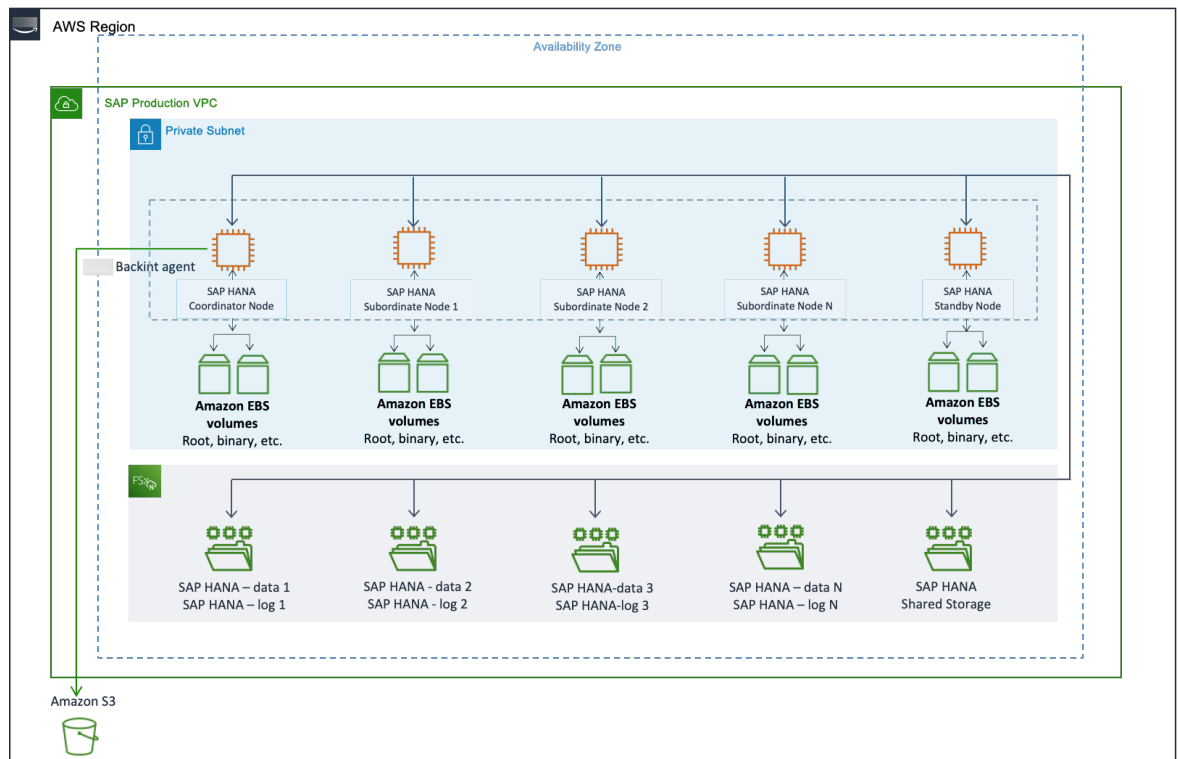 AWS Region
Availability Zone
SAP Production VPC
Private Subnet
Backint agent
SAP HANA
Coordinator Node
SAP HANA
Subordinate Node 1
SAP HANA
Subordinate Node 2
SAP HANA
Subordinate Node N
SAP HANA
Standby Node
Amazon EBS
volumes
Root, binary, etc.
Amazon EBS
volumes
Root, binary, etc.
Amazon EBS
volumes
Root, binary, etc.
Amazon EBS
volumes
Root, binary, etc.
Amazon EBS
volumes
Root, binary, etc.
FSx
N
SAP HANA – data 1
SAP HANA – log 1
SAP HANA - data 2
SAP HANA - log 2
SAP HANA-data 3
SAP HANA-log 3
SAP HANA – data N
SAP HANA – log N
SAP HANA
Shared Storage
Amazon S3